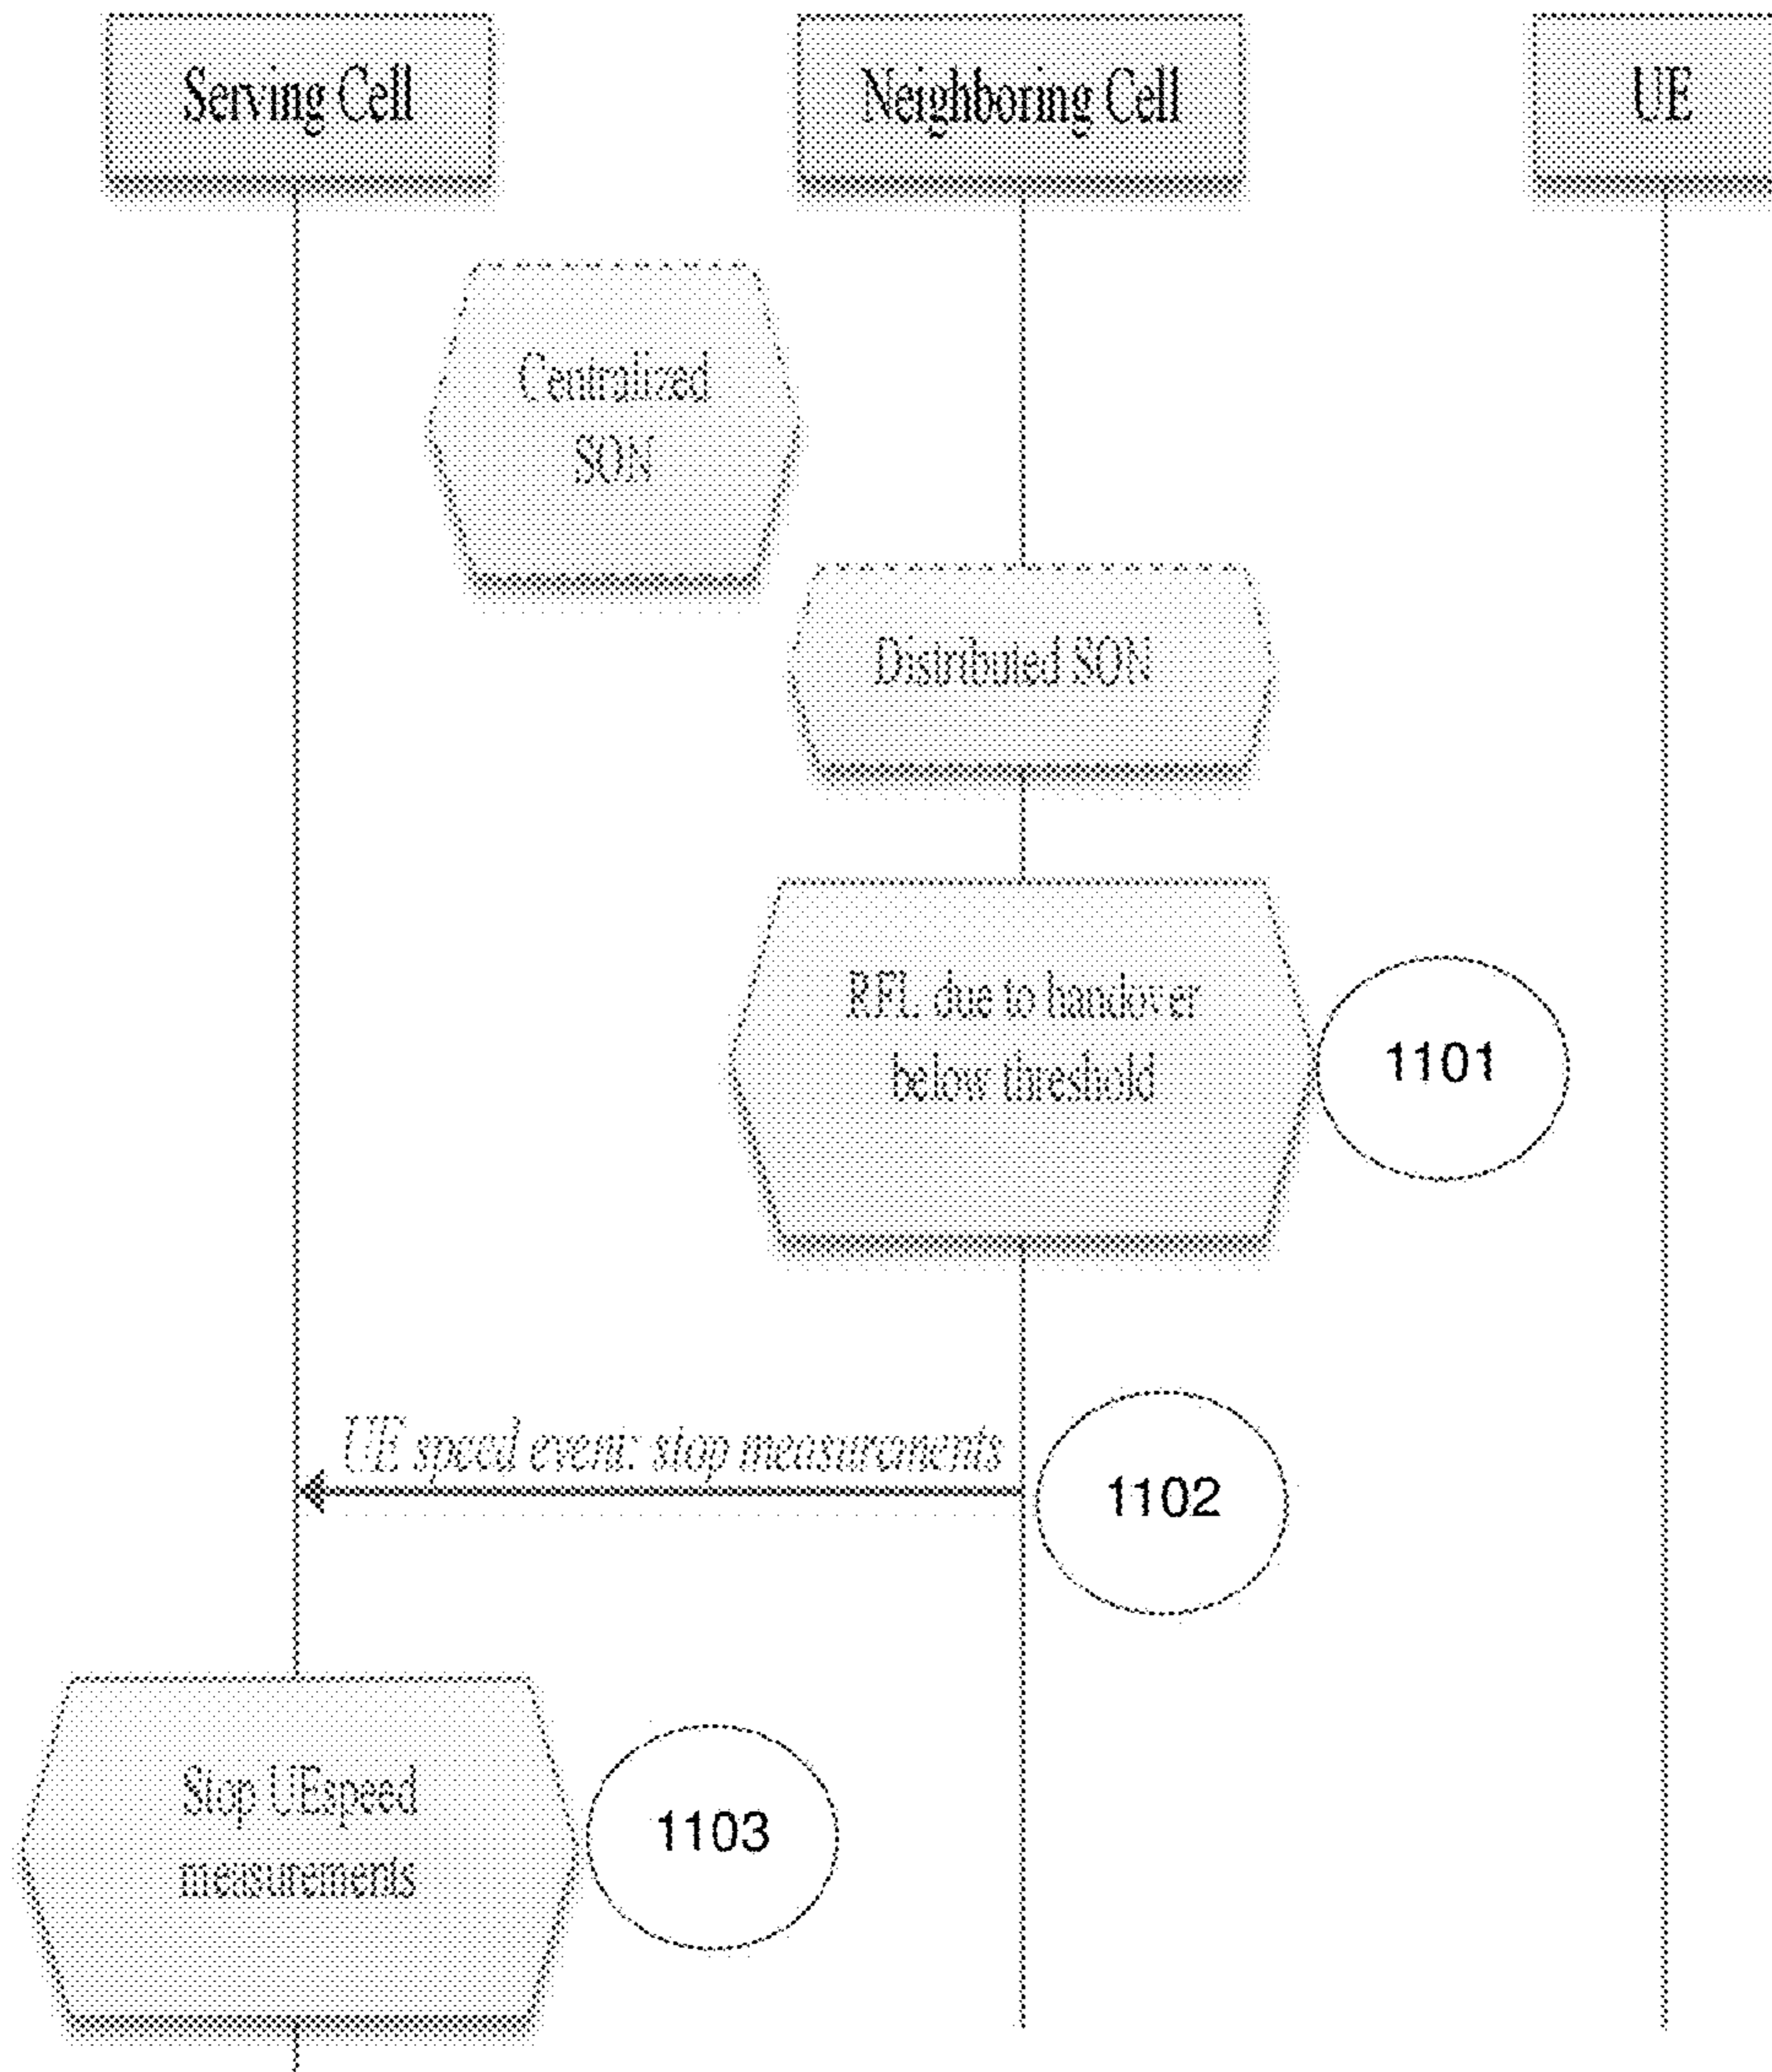 Serving Cell
Neighboring Cell
UE
Centralized
SON
Distributed SON
RFL due to handover
below threshold
1101
UE speed event: stop measurements
1102
Stop UEspeed
measurements
1103